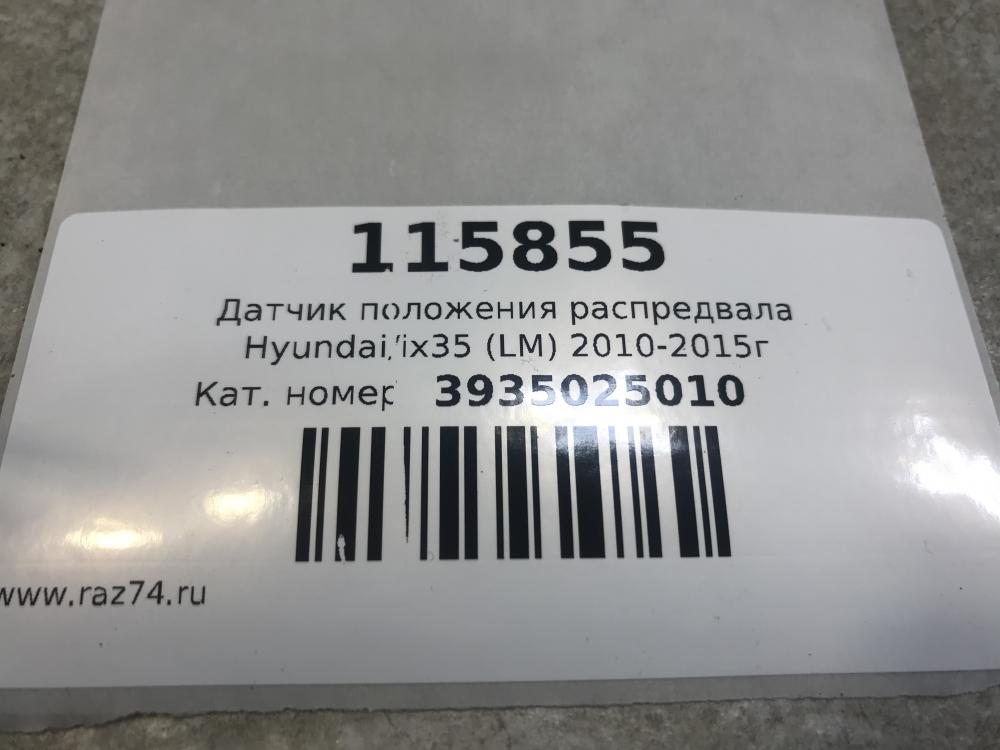 115855
Датчик положения распредвала
Hyundai/ix35 (LM) 2010-2015г
Кат. номер 3935025010
www.raz74.ru